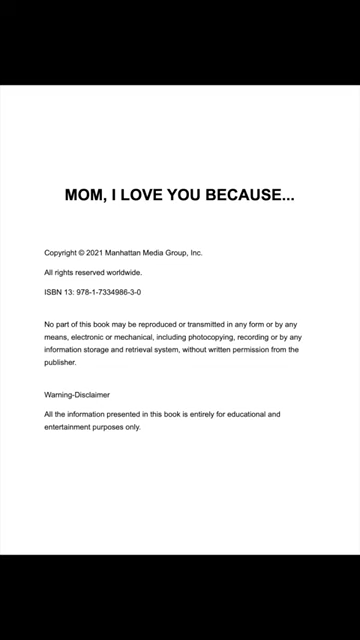 MOM, I LOVE YOU BECAUSE...
Copyright © 2021 Manhattan Media Group, Inc.
All rights reserved worldwide.
ISBN 13: 978-1-7334986-3-0
No part of this book may be reproduced or transmitted in any form or by any
means, electronic or mechanical, including photocopying, recording or by any
information storage and retrieval system, without written permission from the
publisher.
Warning-Disclaimer
All the information presented in this book is entirely for educational and
entertainment purposes only.